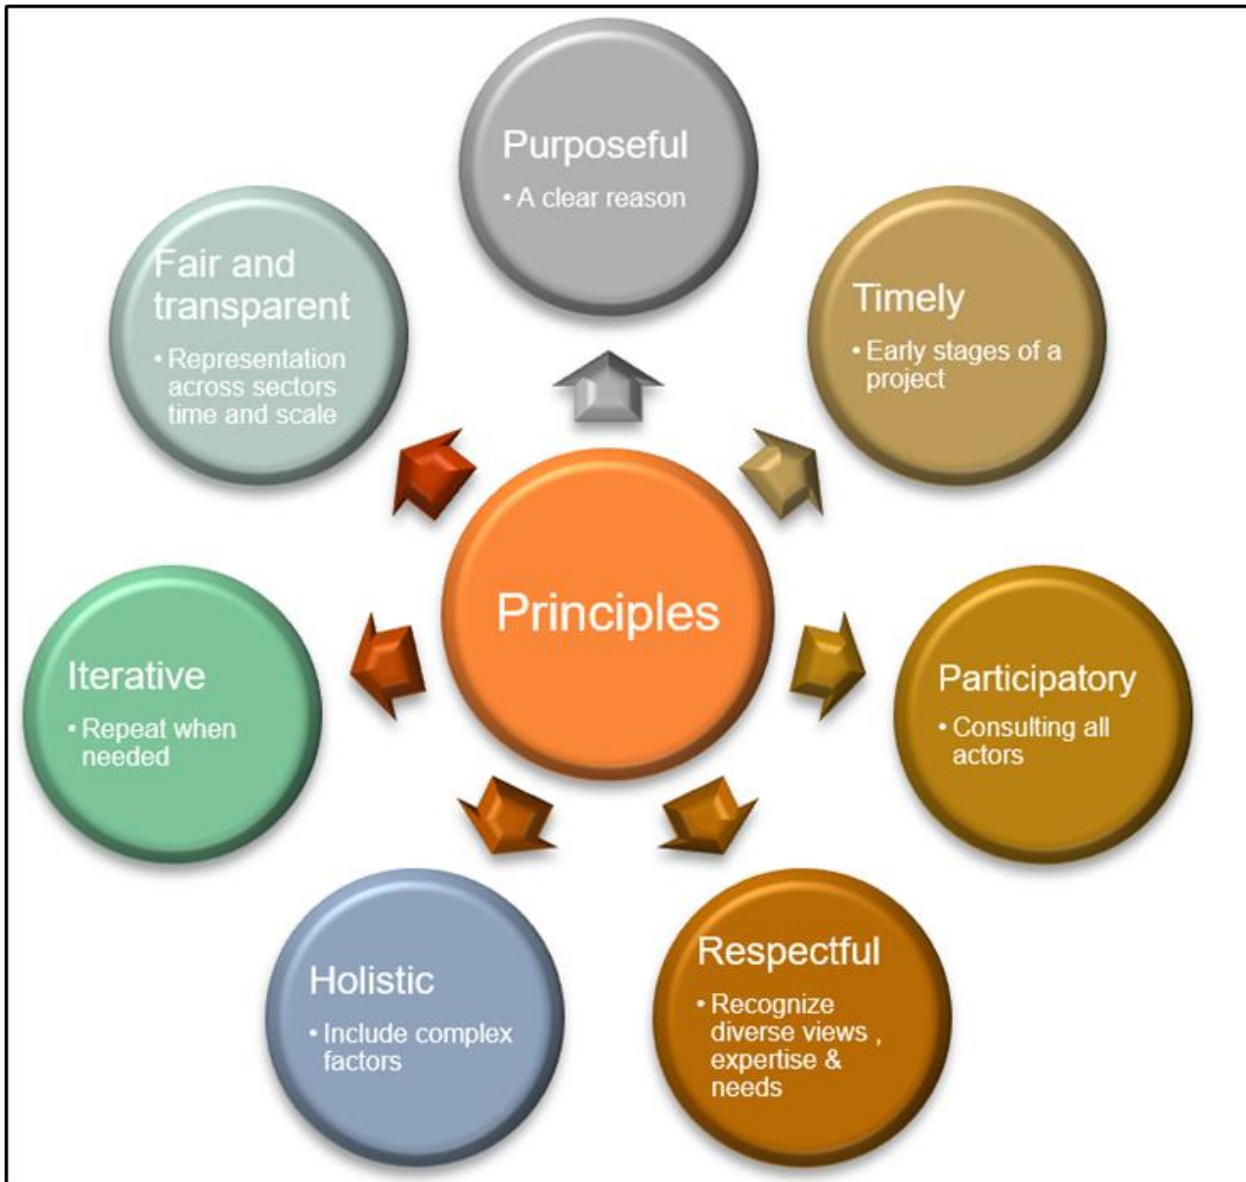 Purposeful
• A clear reason
Timely
• Early stages of a
project
Participatory
• Consulting all
actors
Respectful
• Recognize
diverse views ,
expertise &
needs
Holistic
• Include complex
factors
Iterative
• Repeat when
needed
Fair and
transparent
• Representation
across sectors
time and scale
Principles